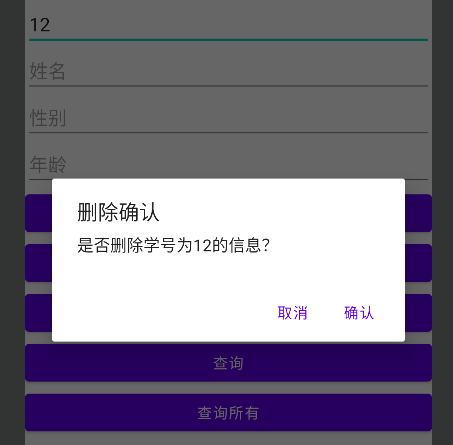 12
姓名
性别
年龄
删除确认
是否删除学号为12的信息?
取消 确认
查询
查询所有